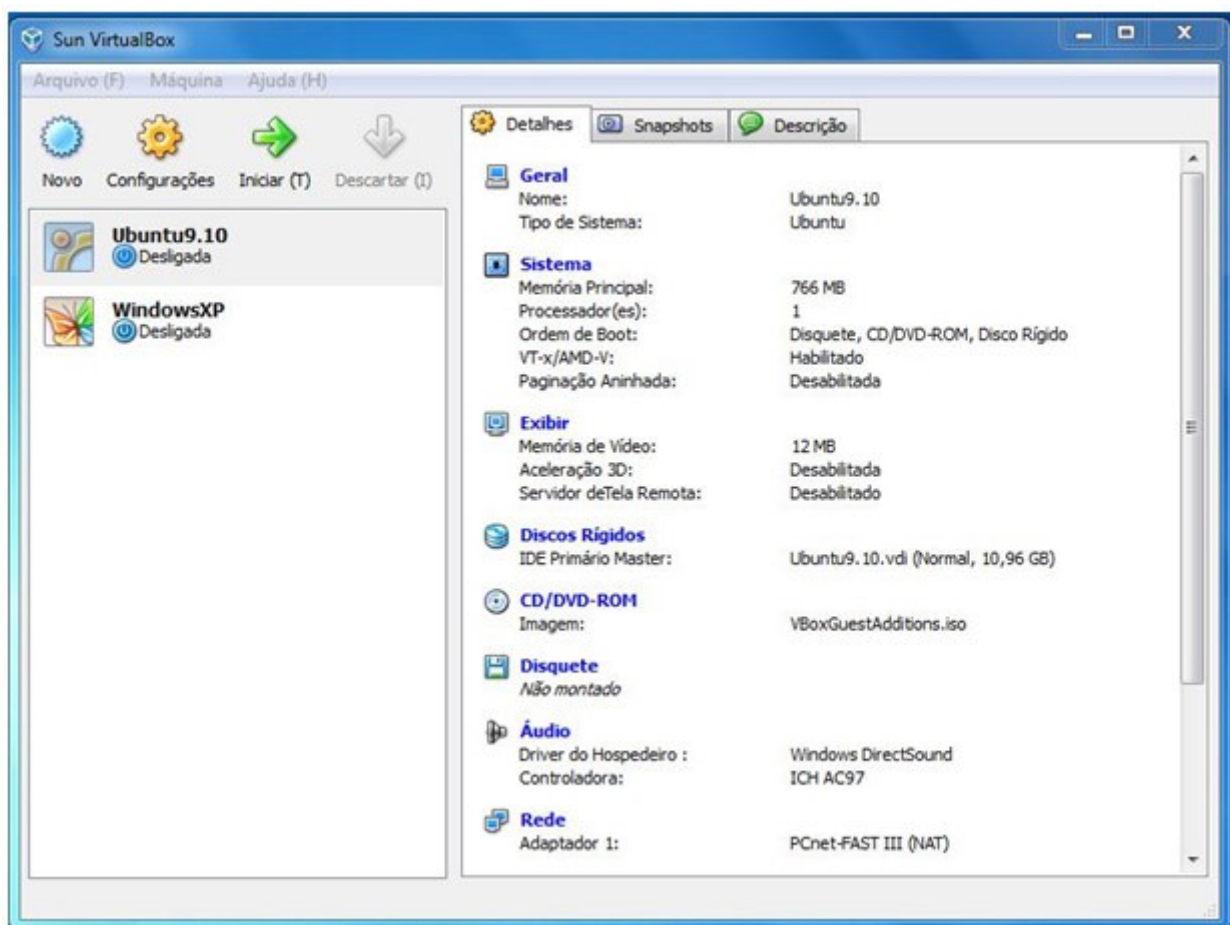 Sun VirtualBox
Arquivo (F) Máquina Ajuda (H)
Novo Configurações Iniciar (T) Descartar (I)
Ubuntu9.10
Desligada
WindowsXP
Desligada
Detalhes Snapshots Descrição
Geral
Nome: Ubuntu9.10
Tipo de Sistema: Ubuntu
Sistema
Memória Principal: 766 MB
Processador(es): 1
Ordem de Boot: Disquete, CD/DVD-ROM, Disco Rígido
VT-x/AMD-V: Habilitado
Paginação Aninhada: Desabilitada
Exibir
Memória de Vídeo: 12 MB
Aceleração 3D: Desabilitada
Servidor deTela Remota: Desabilitado
Discos Rígidos
IDE Primário Master: Ubuntu9.10.vdi (Normal, 10,96 GB)
CD/DVD-ROM
Imagem: VBoxGuestAdditions.iso
Disquete
Não montado
Áudio
Driver do Hospedeiro : Windows DirectSound
Controladora: ICH AC97
Rede
Adaptador 1: PCnet-FAST III (NAT)